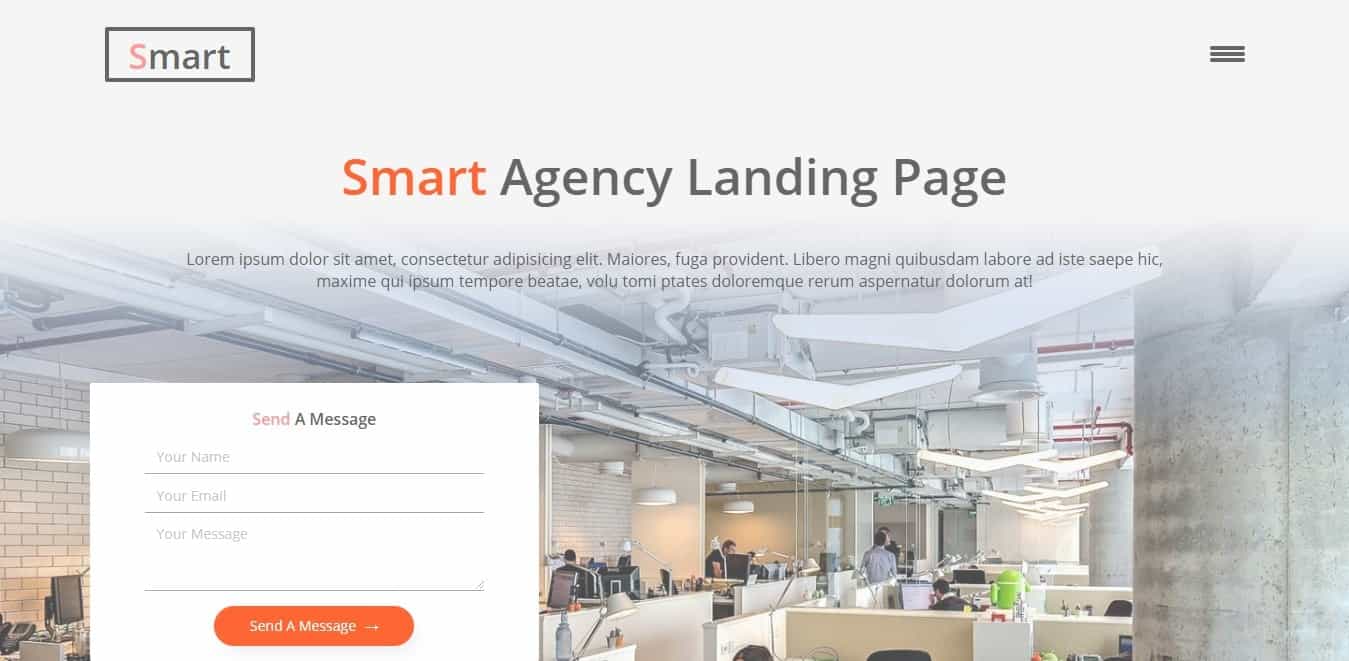 Smart
Smart Agency Landing Page
Lorem ipsum dolor sit amet, consectetur adipisicing elit. Maiores, fuga provident. Libero magni quibusdam labore ad iste saepe hic,
maxime qui ipsum tempore beatae, volu tomi ptates doloremque rerum aspernatur dolorum at!
Send A Message
Your Name
Your Email
Your Message
Send A Message →